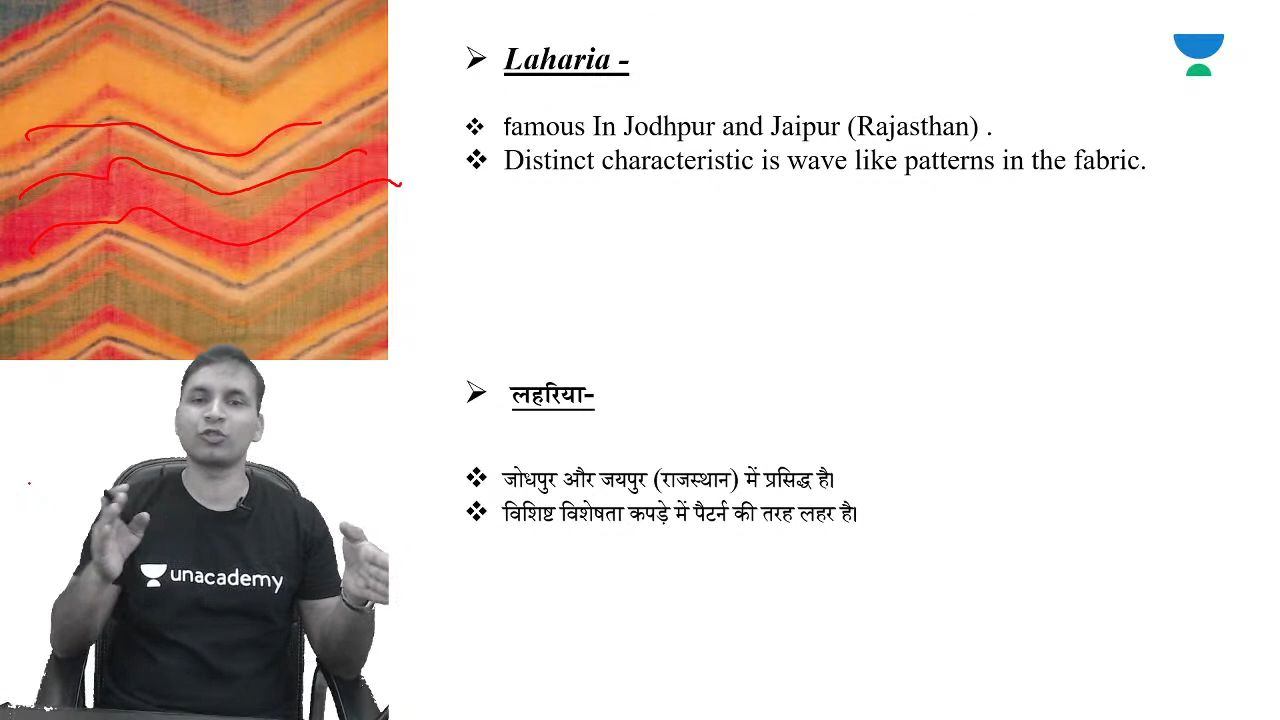 ➢ Laharia -
❖ famous In Jodhpur and Jaipur (Rajasthan) .
❖ Distinct characteristic is wave like patterns in the fabric.
➢ लहरिया-
❖ जोधपुर और जयपुर (राजस्थान) में प्रसिद्ध है।
❖ विशिष्ट विशेषता कपड़े में पैटर्न की तरह लहर है।
unacademy